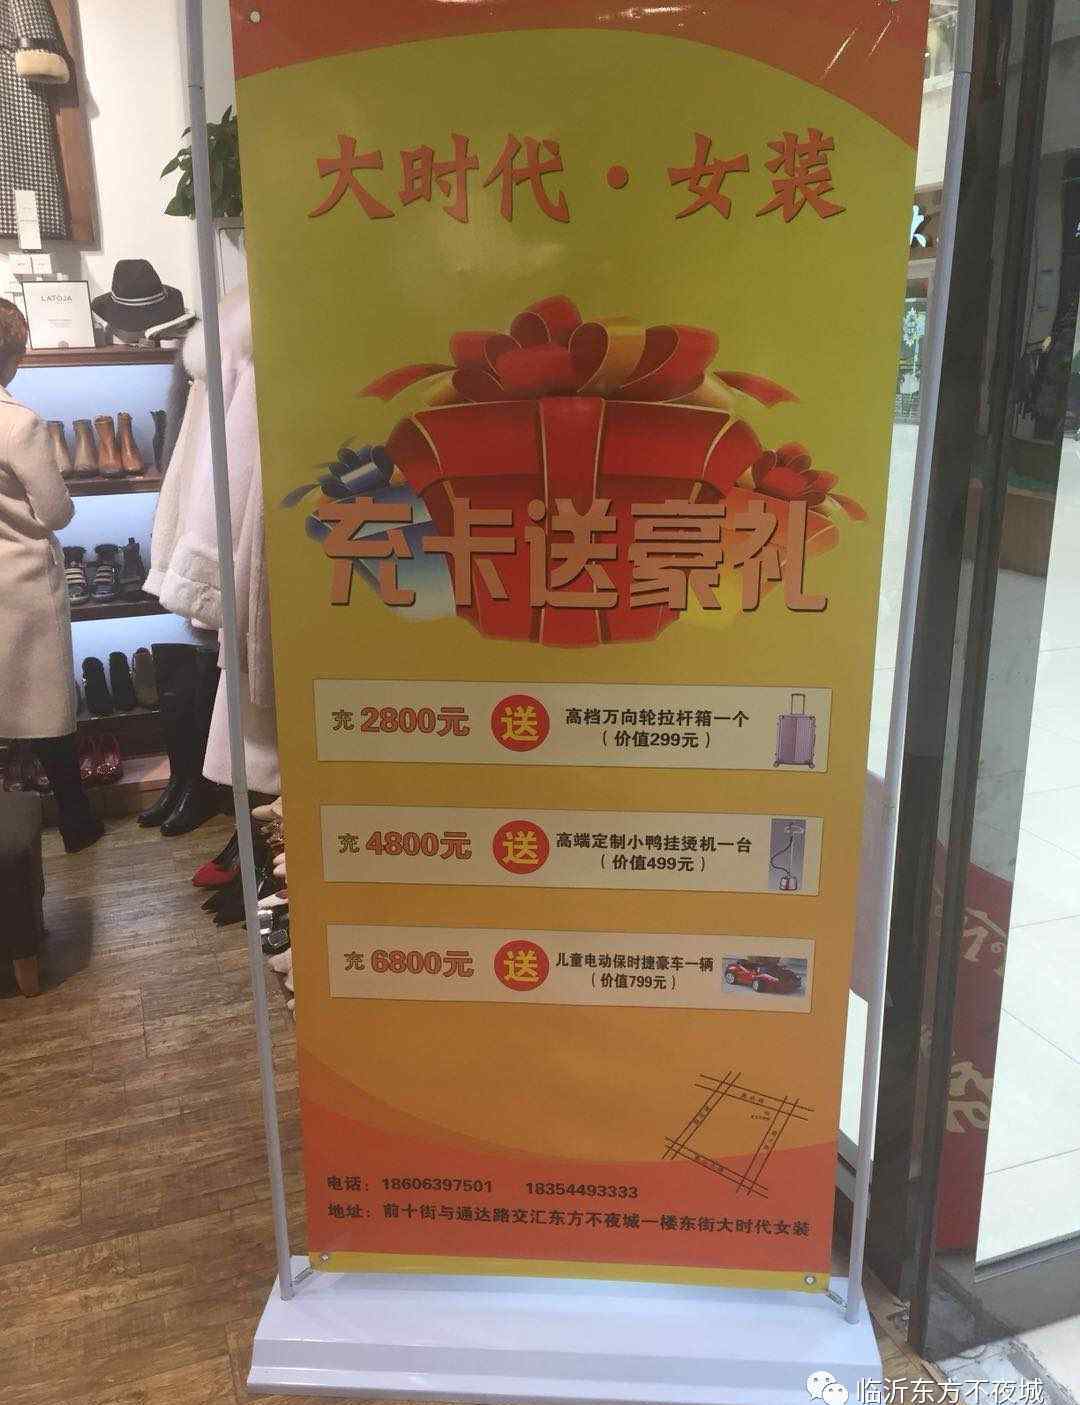 大时代·女装
LATOJA
充卡送豪礼
充2800元 送 高档万向轮拉杆箱一个
（价值299元）
充4800元 送 高端定制小鸭挂烫机一台
（价值499元）
充6800元 送 儿童电动保时捷豪车一辆
（价值799元）
电话：18606397501 18354493333
地址：前十街与通达路交汇东方不夜城一楼东街大时代女装
临沂东方不夜城